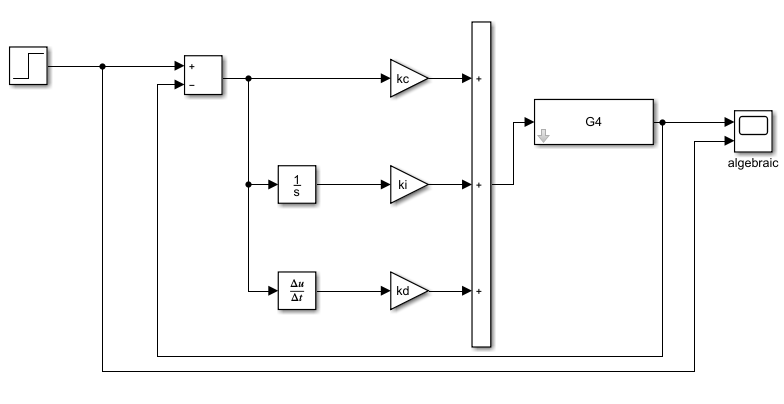 +
−
kc
+
G4
algebraic
1
s
ki
+
Δu
Δt
kd
+